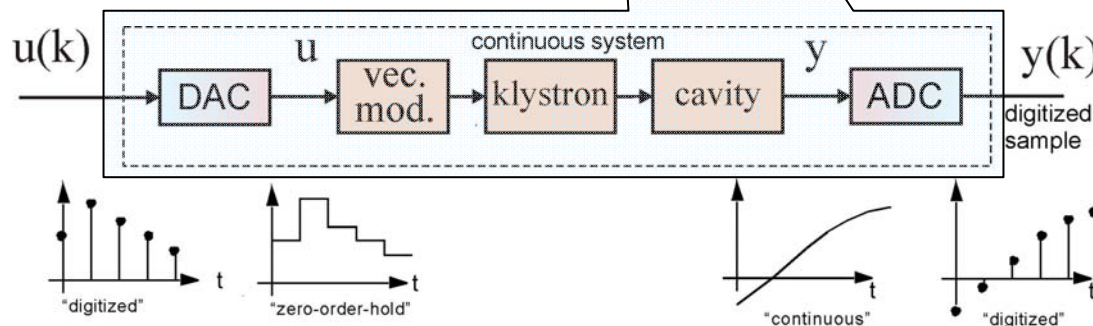 u(k)
u
continuous system
y
y(k)
DAC
vec.
mod.
klystron
cavity
ADC
digitized
sample
t
"digitized"
t
"zero-order-hold"
t
"continuous"
t
"digitized"